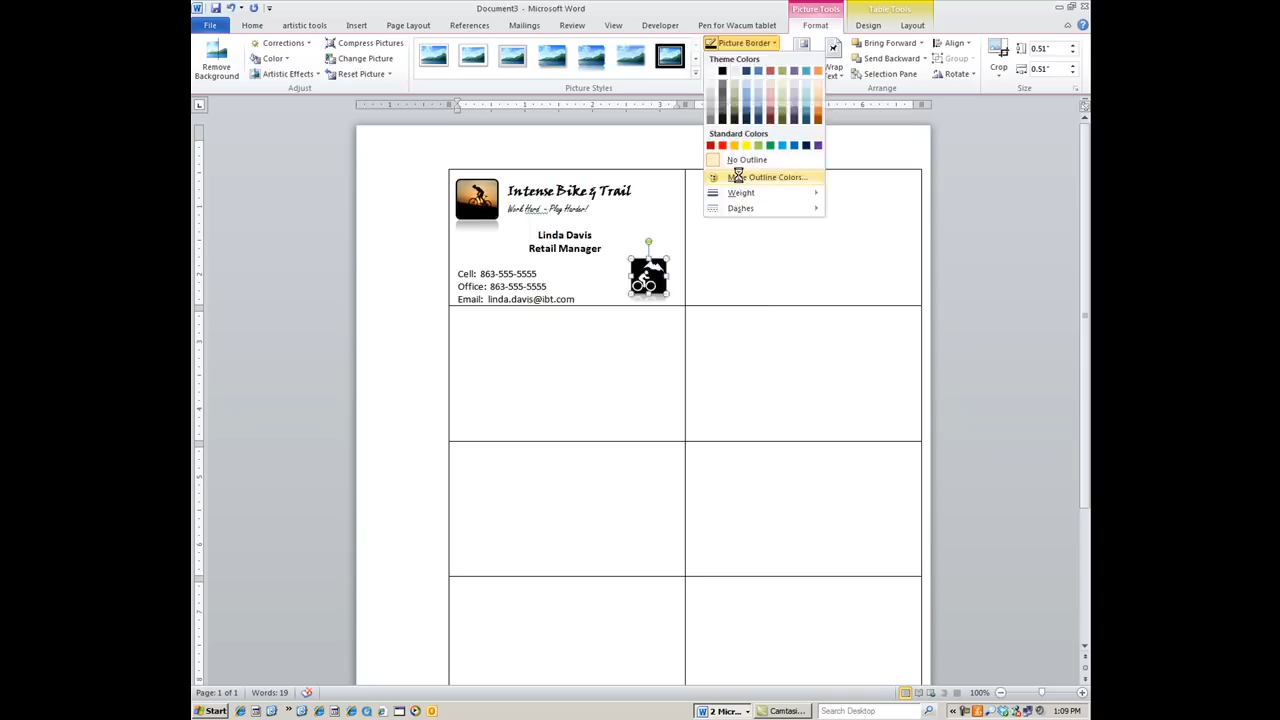 Document3 - Microsoft Word
Picture Tools
Table Tools
File
Home
artistic tools
Insert
Page Layout
References
Mailings
Review
View
Developer
Pen for Wacum tablet
Format
Design
Layout
Remove Background
Corrections
Color
Artistic Effects
Compress Pictures
Change Picture
Reset Picture
Adjust
Picture Styles
Picture Border
Bring Forward
Send Backward
Selection Pane
Align
Group
Rotate
Arrange
Crop
0.51"
0.51"
Size
Theme Colors
Standard Colors
No Outline
Outline Colors...
Weight
Dashes
Intense Bike & Trail
Work Hard - Play Harder!
Linda Davis
Retail Manager
Cell: 863-555-5555
Office: 863-555-5555
Email: linda.davis@ibt.com
Page: 1 of 1
Words: 19
100%
Start
2 Micr...
Camtasi...
Search Desktop
1:09 PM